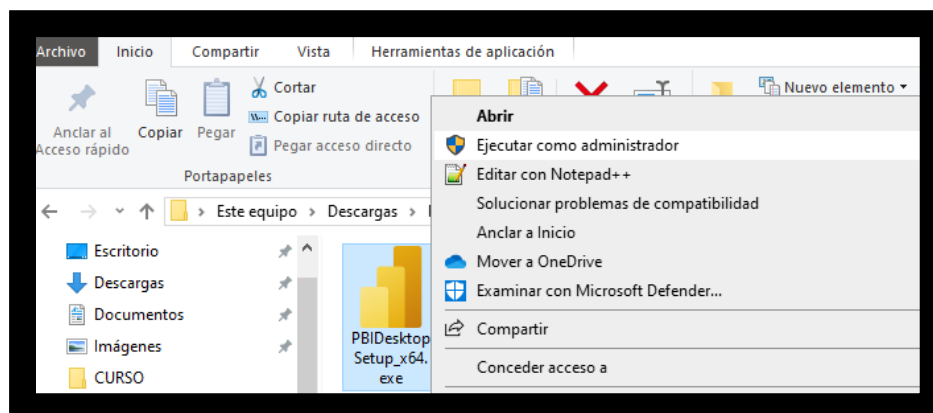 Archivo Inicio Compartir Vista Herramientas de aplicación
Cortar
Copiar ruta de acceso
Pegar acceso directo
Anclar al
Acceso rápido
Copiar
Pegar
Portapapeles
Nuevo elemento
Abrir
Ejecutar como administrador
Editar con Notepad++
Solucionar problemas de compatibilidad
Anclar a Inicio
Mover a OneDrive
Examinar con Microsoft Defender...
Compartir
Conceder acceso a
Este equipo > Descargas >
Escritorio
Descargas
Documentos
Imágenes
CURSO
PBIDesktop
Setup_x64.
exe